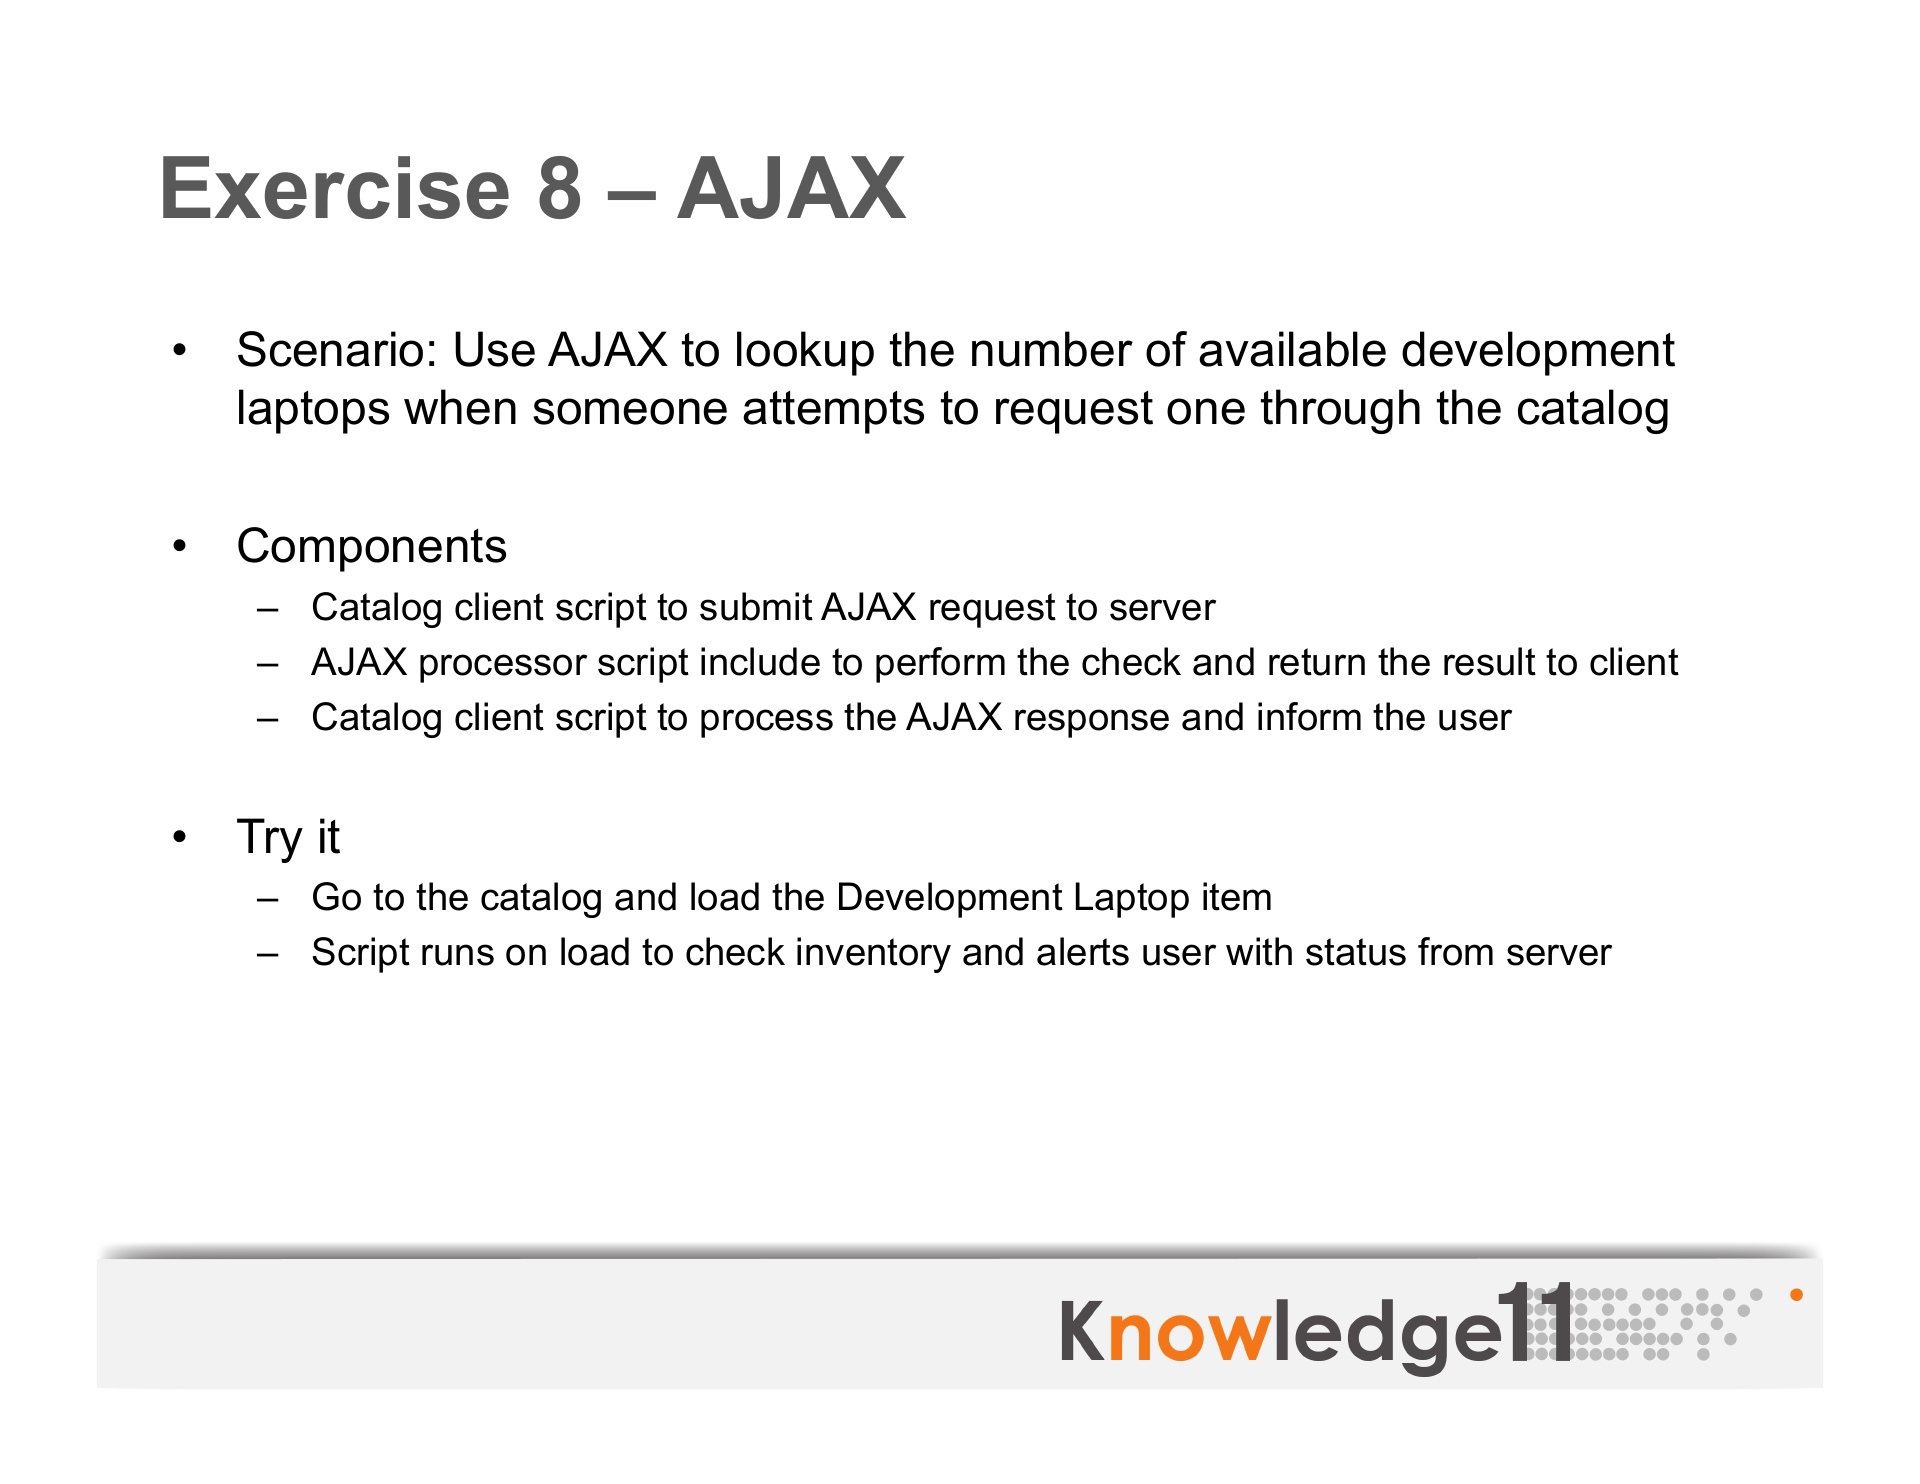 Exercise 8 – AJAX
• Scenario: Use AJAX to lookup the number of available development
laptops when someone attempts to request one through the catalog
• Components
– Catalog client script to submit AJAX request to server
– AJAX processor script include to perform the check and return the result to client
– Catalog client script to process the AJAX response and inform the user
• Try it
– Go to the catalog and load the Development Laptop item
– Script runs on load to check inventory and alerts user with status from server
Knowledge11